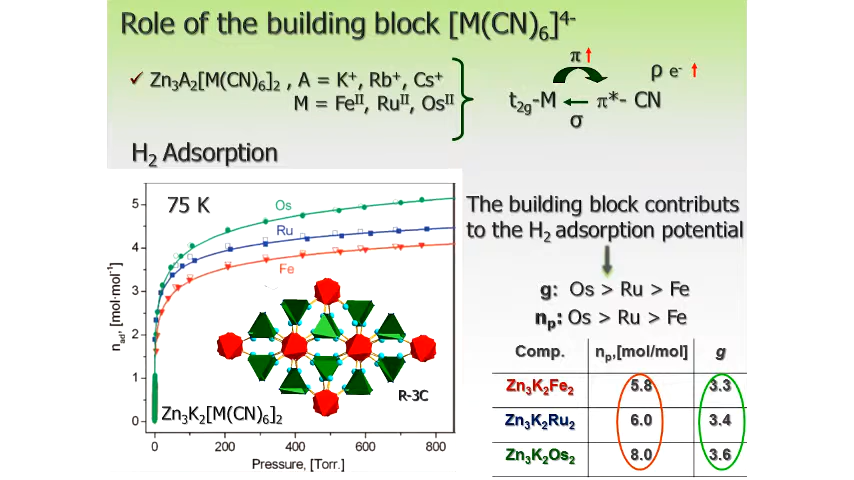 Role of the building block [M(CN)₆]⁴⁻
π ↑
ρ e⁻ ↑
✓ Zn₃A₂[M(CN)₆]₂ , A = K⁺, Rb⁺, Cs⁺
M = Feᴵᴵ, Ruᴵᴵ, Osᴵᴵ
t₂g-M ← π*- CN
σ
H₂ Adsorption
75 K
Os
Ru
Fe
R-3C
Zn₃K₂[M(CN)₆]₂
nad, [mol·mol⁻¹]
5
4
3
2
1
0
0 200 400 600 800
Pressure, [Torr.]
The building block contributs
to the H₂ adsorption potential
g: Os > Ru > Fe
np: Os > Ru > Fe
Comp. np,[mol/mol] g
Zn₃K₂Fe₂ 5.8 3.3
Zn₃K₂Ru₂ 6.0 3.4
Zn₃K₂Os₂ 8.0 3.6